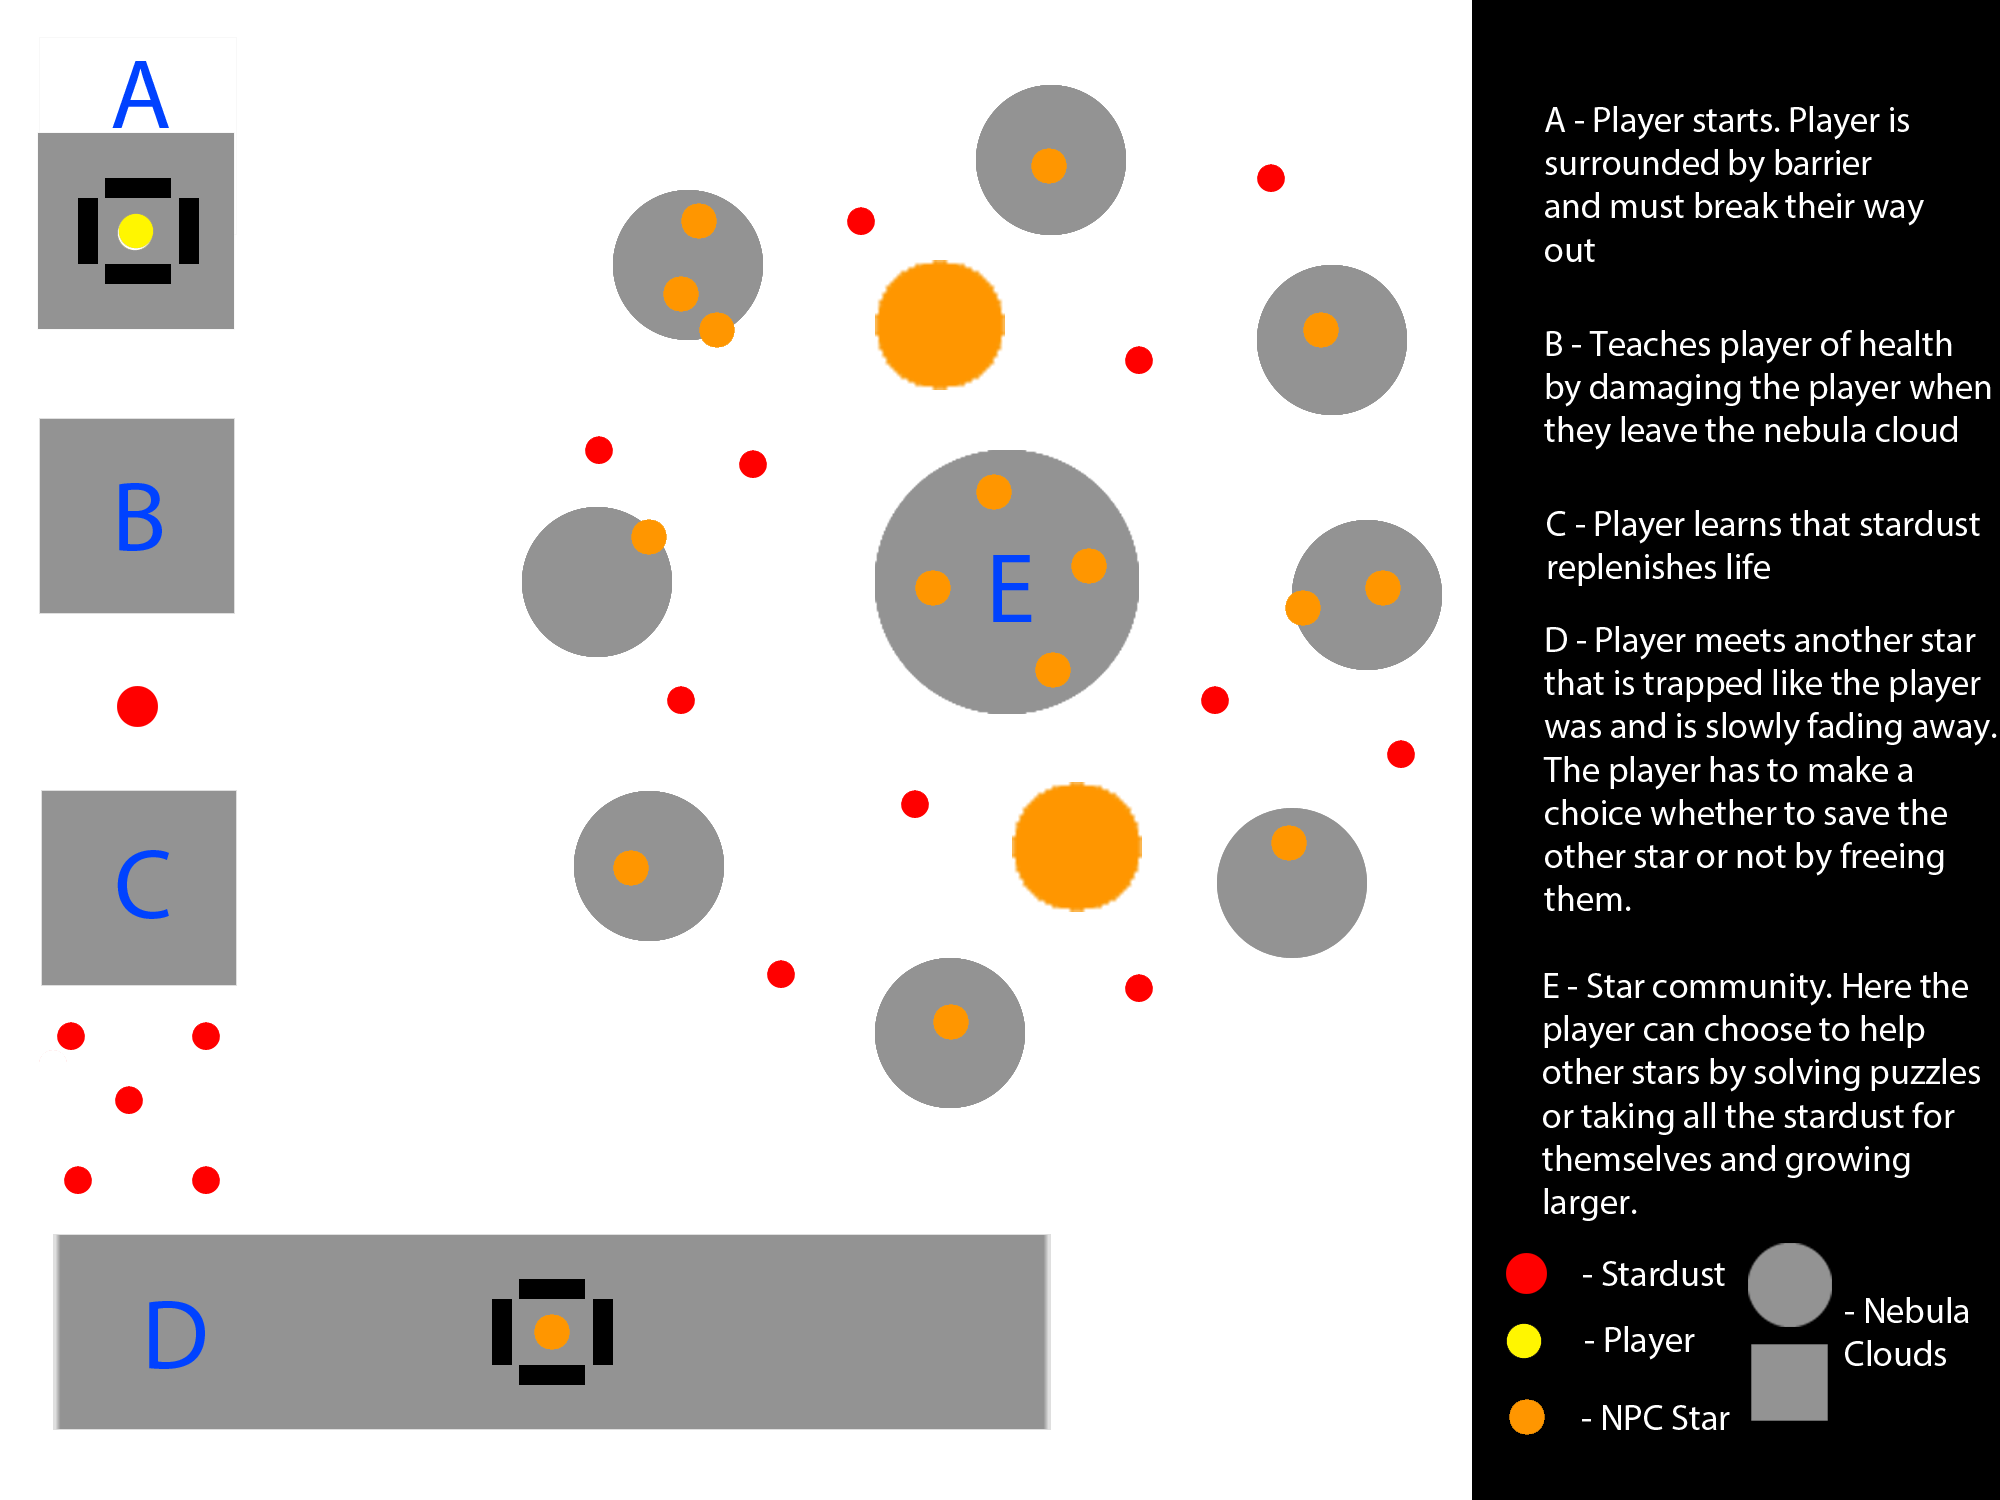 A
B
C
D
E
A - Player starts. Player is
surrounded by barrier
and must break their way
out
B - Teaches player of health
by damaging the player when
they leave the nebula cloud
C - Player learns that stardust
replenishes life
D - Player meets another star
that is trapped like the player
was and is slowly fading away.
The player has to make a
choice whether to save the
other star or not by freeing
them.
E - Star community. Here the
player can choose to help
other stars by solving puzzles
or taking all the stardust for
themselves and growing
larger.
- Stardust
- Player
- NPC Star
- Nebula
Clouds